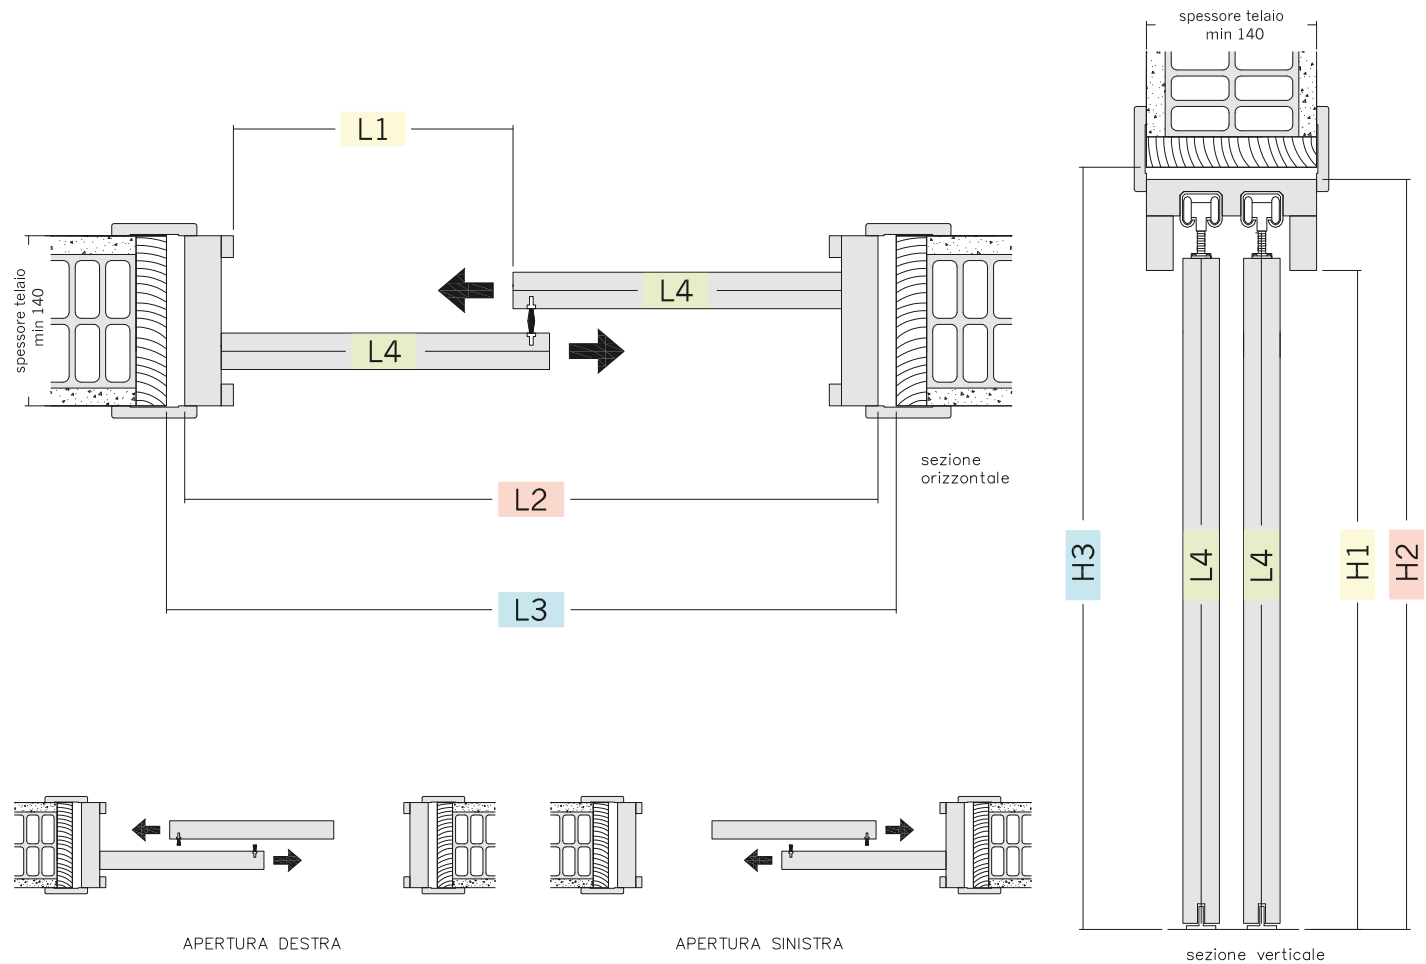 spessore telaio
min 140
L1
spessore telaio
min 140
L4
L4
sezione
orizzontale
L2
L3
H3
L4
L4
H1
H2
APERTURA DESTRA
APERTURA SINISTRA
sezione verticale